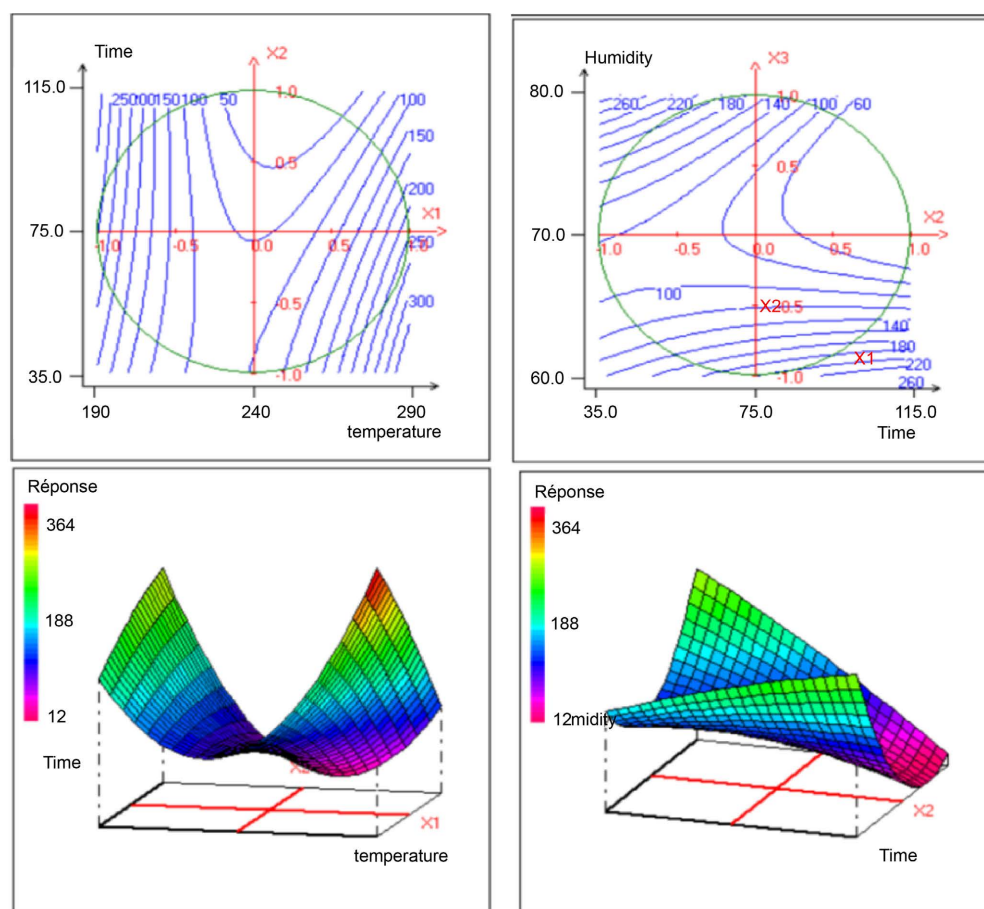 Time
X2
115.0
1.0
250 200 150 100 50
100
150
0.5
200
X1
75.0
-1.0 -0.5 0.0 0.5 1.0
250
-0.5
300
35.0
-1.0
190 240 290
temperature
Humidity
X3
80.0
1.0
260 220 180 140 100 60
0.5
X2
70.0
-1.0 -0.5 0.0 0.5 1.0
100
X2
-0.5
140
180
X1
220
60.0
-1.0
260
35.0 75.0 115.0
Time
Réponse
364
188
12
Time
X1
temperature
Réponse
364
188
12midity
X2
Time